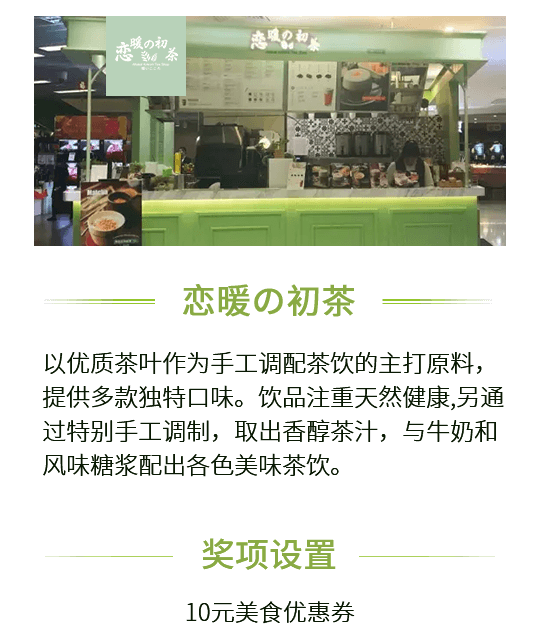 恋暖の初茶
恋暖の初茶
恋暖の初茶
以优质茶叶作为手工调配茶饮的主打原料，
提供多款独特口味。饮品注重天然健康,另通
过特别手工调制，取出香醇茶汁，与牛奶和
风味糖浆配出各色美味茶饮。
奖项设置
10元美食优惠券